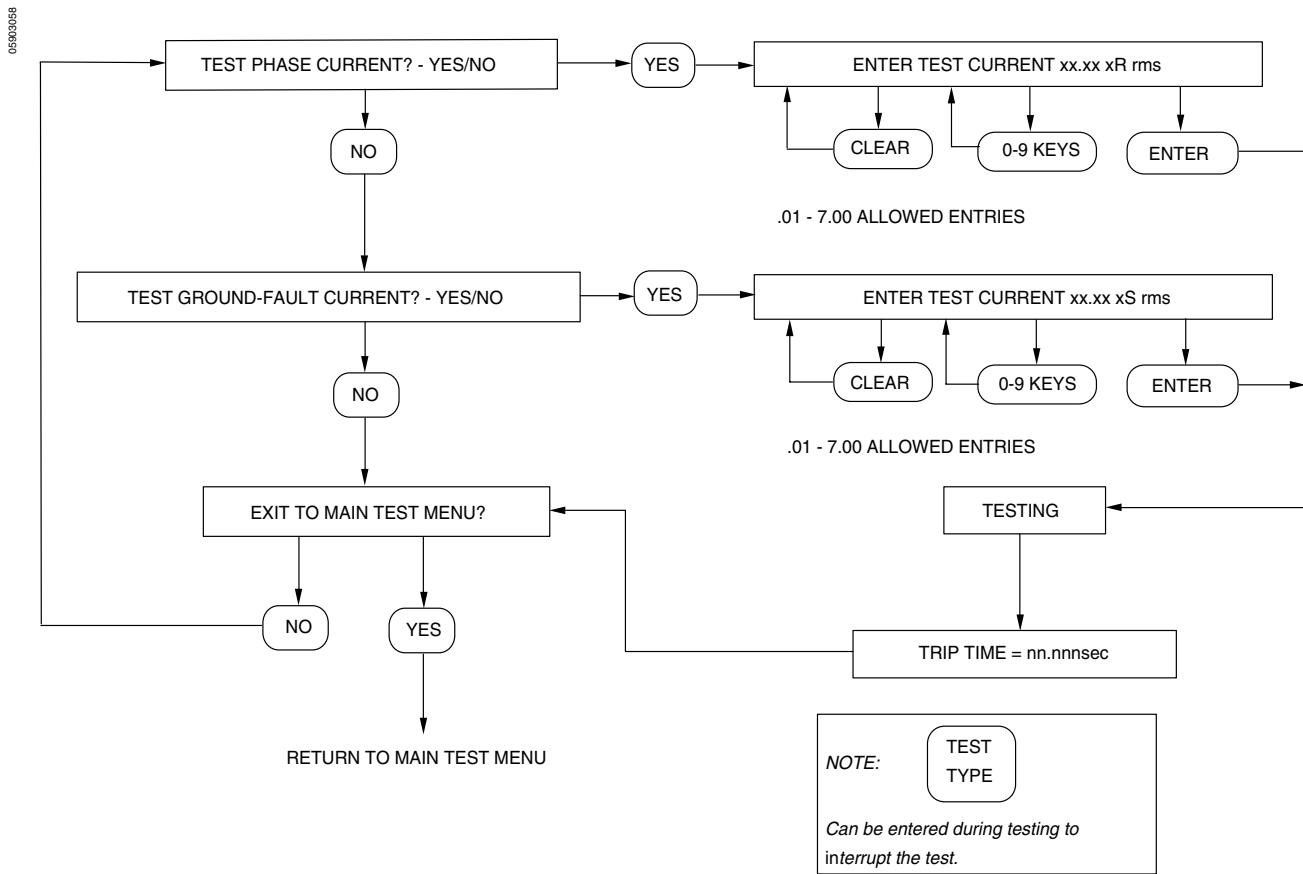 05903058
TEST PHASE CURRENT? - YES/NO
YES
ENTER TEST CURRENT xx.xx xR rms
NO
CLEAR
0-9 KEYS
ENTER
.01 - 7.00 ALLOWED ENTRIES
TEST GROUND-FAULT CURRENT? - YES/NO
YES
ENTER TEST CURRENT xx.xx xS rms
NO
CLEAR
0-9 KEYS
ENTER
.01 - 7.00 ALLOWED ENTRIES
EXIT TO MAIN TEST MENU?
TESTING
NO
YES
TRIP TIME = nn.nnnsec
RETURN TO MAIN TEST MENU
NOTE:
TEST
TYPE
Can be entered during testing to
interrupt the test.